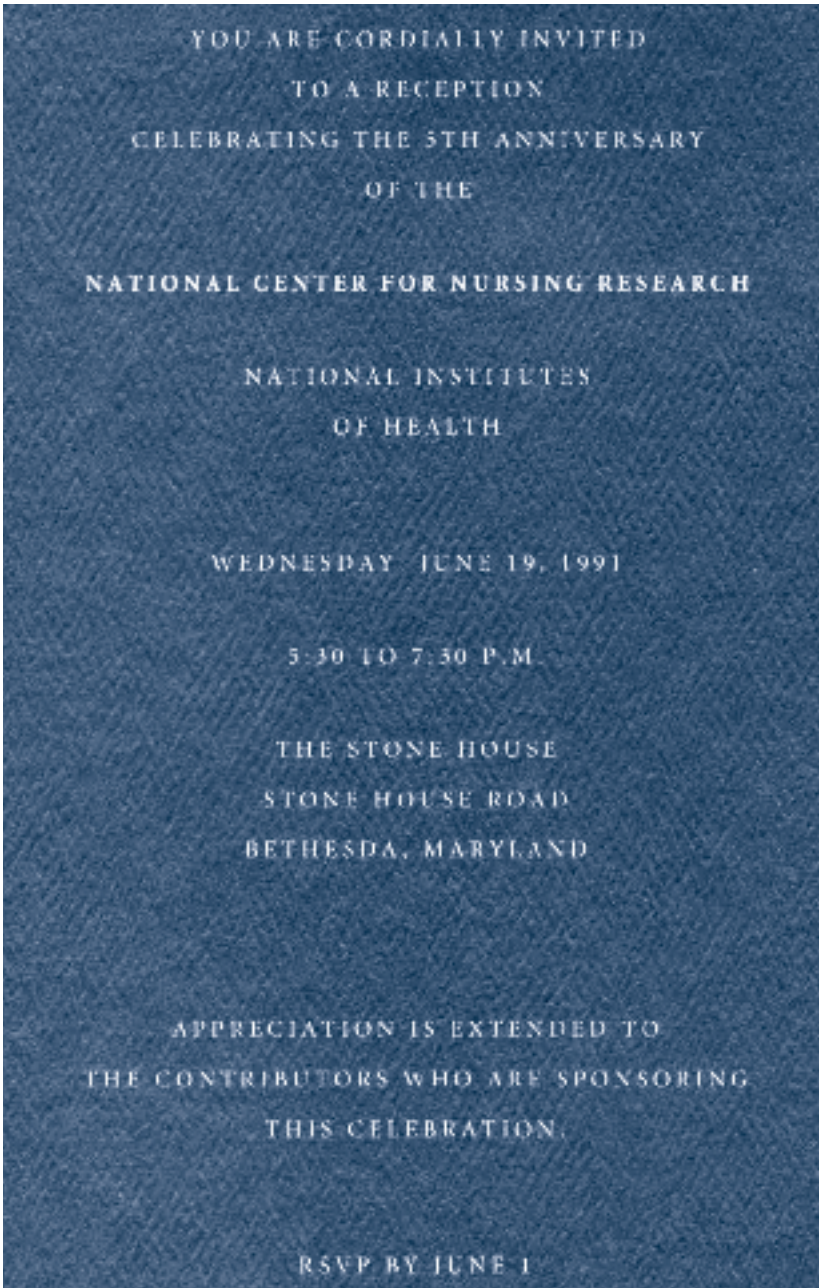 YOU ARE CORDIALLY INVITED
TO A RECEPTION
CELEBRATING THE 5TH ANNIVERSARY
OF THE
NATIONAL CENTER FOR NURSING RESEARCH
NATIONAL INSTITUTES
OF HEALTH
WEDNESDAY JUNE 19, 1991
5:30 TO 7:30 P.M.
THE STONE HOUSE
STONE HOUSE ROAD
BETHESDA, MARYLAND
APPRECIATION IS EXTENDED TO
THE CONTRIBUTORS WHO ARE SPONSORING
THIS CELEBRATION.
RSVP BY JUNE 1